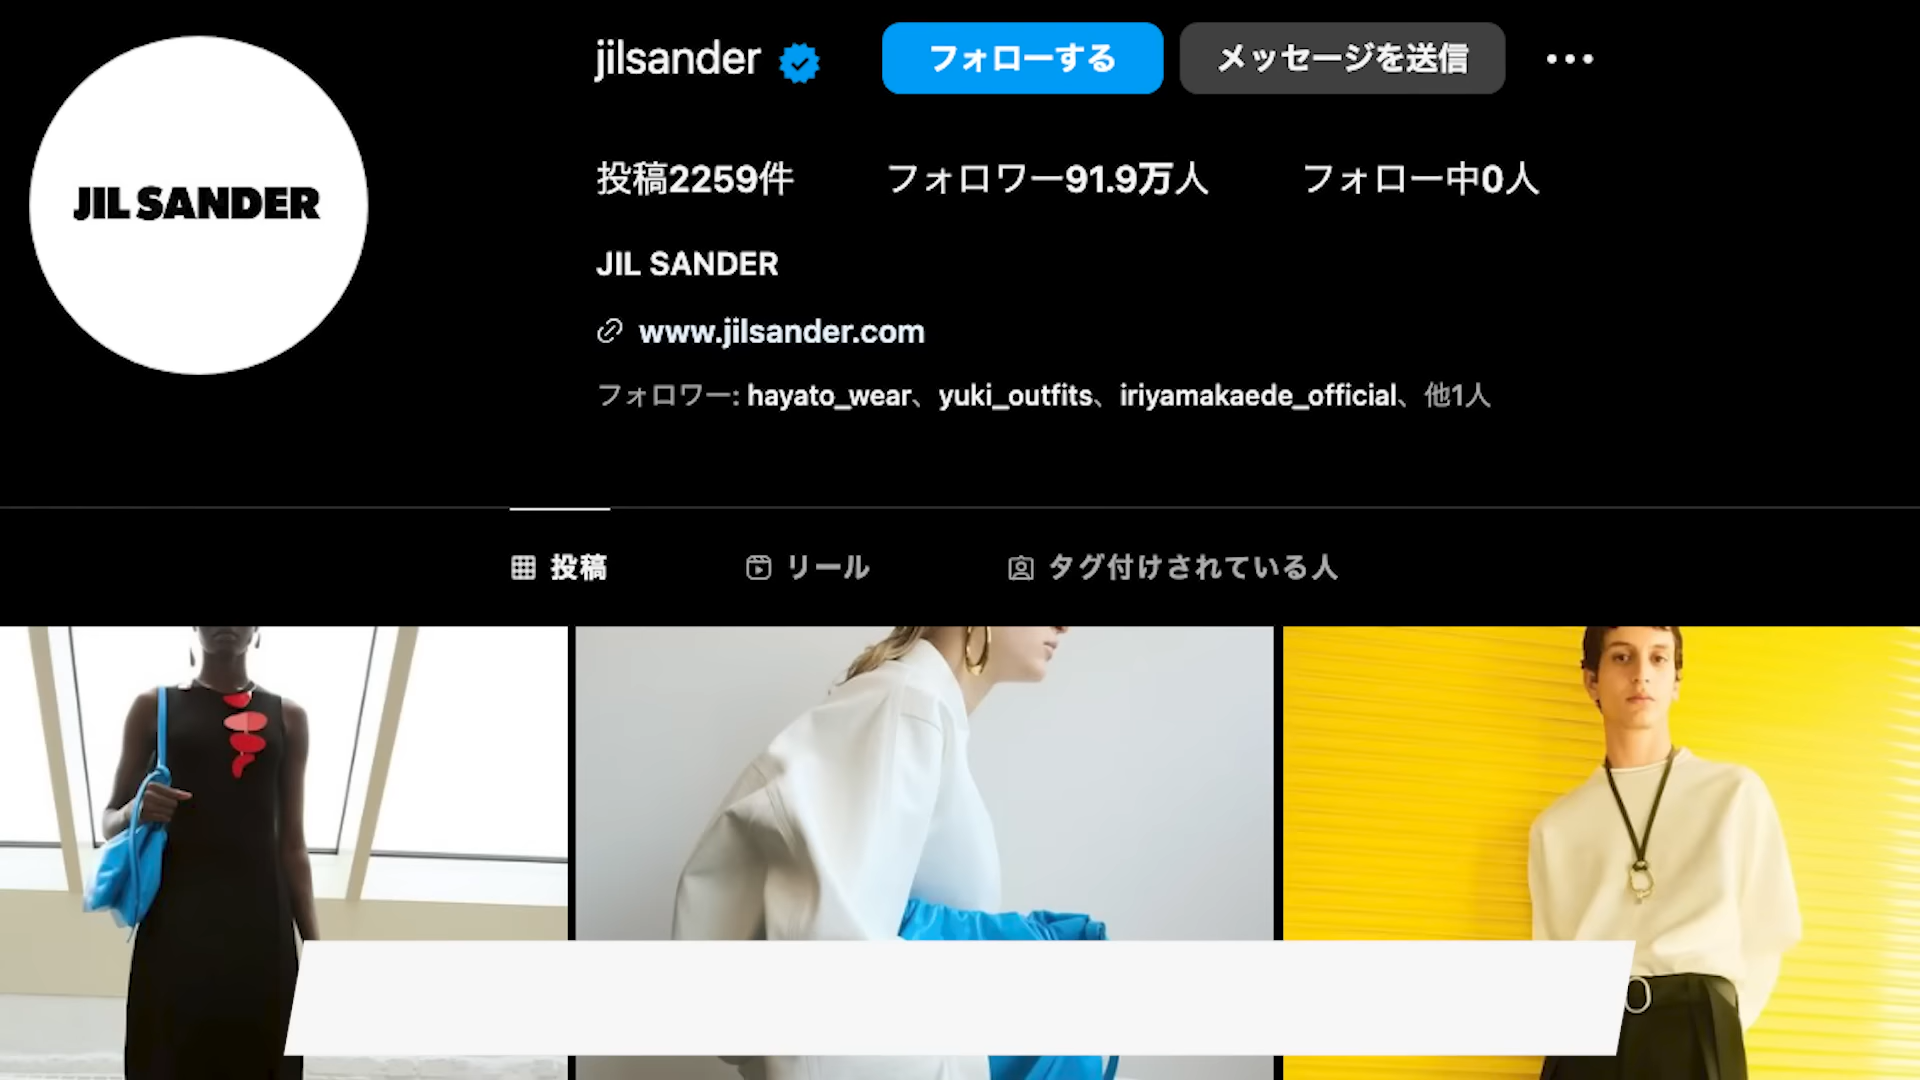 JIL SANDER
jilsander
フォローする
メッセージを送信
投稿2259件
フォロワー91.9万人
フォロー中0人
JIL SANDER
www.jilsander.com
フォロワー: hayato_wear、yuki_outfits、iriyamakaede_official、他1人
投稿
リール
タグ付けされている人